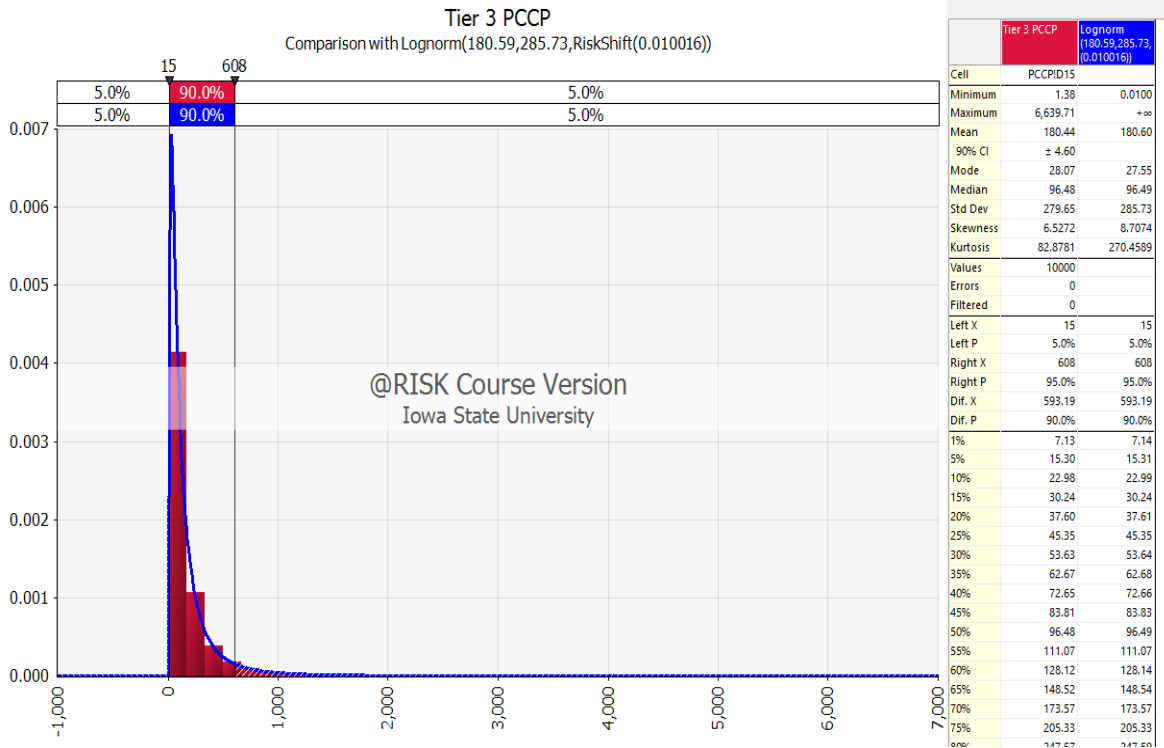 Tier 3 PCCP
Comparison with Lognorm(180.59,285.73,RiskShift(0.010016))
15 608
5.0% 90.0% 5.0%
5.0% 90.0% 5.0%
0.007
0.006
0.005
0.004
0.003
0.002
0.001
0.000
@RISK Course Version
Iowa State University
-1,000 0 1,000 2,000 3,000 4,000 5,000 6,000 7,000
Tier 3 PCCP Lognorm
(180.59,285.73,
(0.010016))
Cell PCCP!D15
Minimum 1.38 0.0100
Maximum 6,639.71 +∞
Mean 180.44 180.60
90% CI ± 4.60
Mode 28.07 27.55
Median 96.48 96.49
Std Dev 279.65 285.73
Skewness 6.5272 8.7074
Kurtosis 82.8781 270.4589
Values 10000
Errors 0
Filtered 0
Left X 15 15
Left P 5.0% 5.0%
Right X 608 608
Right P 95.0% 95.0%
Dif. X 593.19 593.19
Dif. P 90.0% 90.0%
1% 7.13 7.14
5% 15.30 15.31
10% 22.98 22.99
15% 30.24 30.24
20% 37.60 37.61
25% 45.35 45.35
30% 53.63 53.64
35% 62.67 62.68
40% 72.65 72.66
45% 83.81 83.83
50% 96.48 96.49
55% 111.07 111.07
60% 128.12 128.14
65% 148.52 148.54
70% 173.57 173.57
75% 205.33 205.33
80% 247.57 247.59